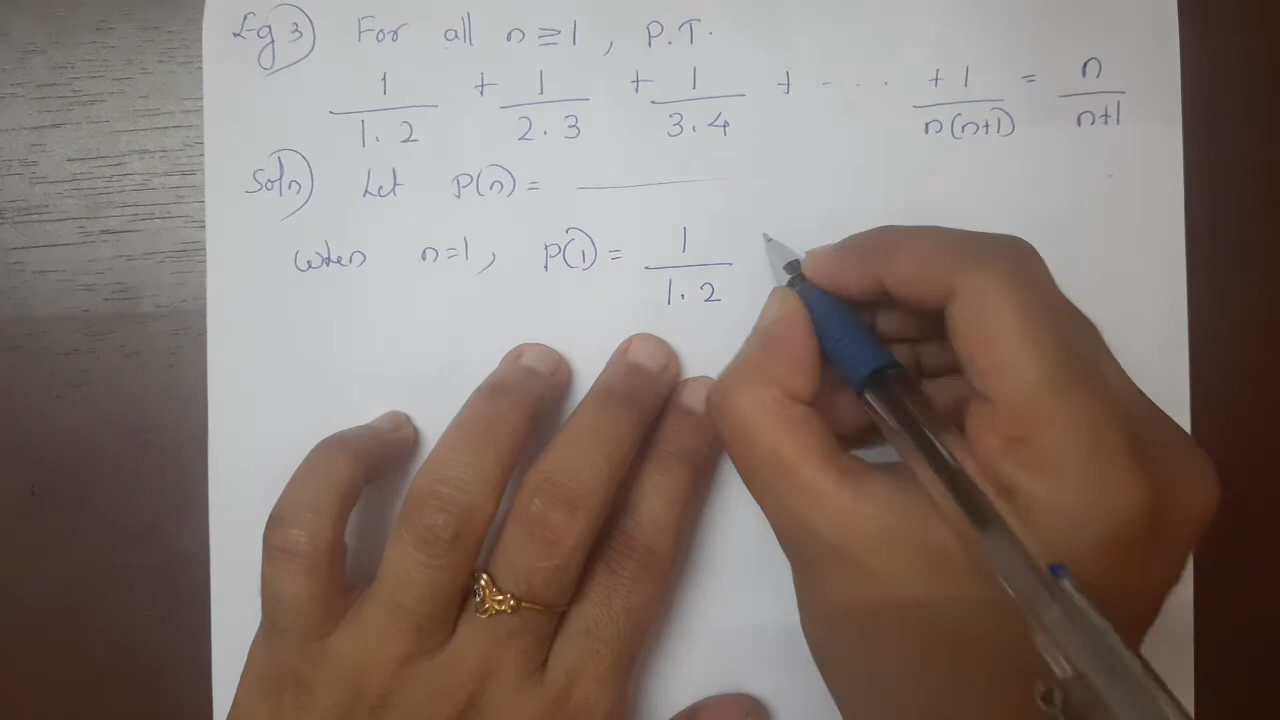 Eg 3) For all n ≥ 1, P.T.
1/1.2 + 1/2.3 + 1/3.4 + - . . . + 1/n(n+1) = n/n+1
Soln) Let P(n) = ———
when n=1, P(1) = 1/1.2